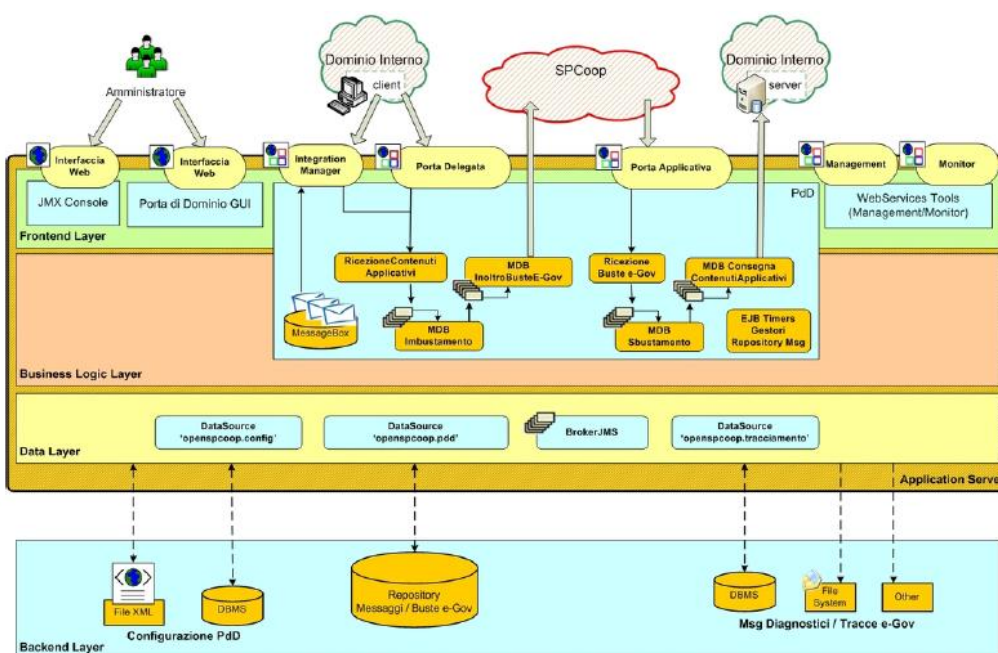 Amministratore
Dominio Interno
client
SPCoop
Dominio Interno
server
Interfaccia
Web
Interfaccia
Web
Integration
Manager
Porta Delegata
Porta Applicativa
Management
Monitor
JMX Console
Porta di Dominio GUI
PdD
WebServices Tools
(Management/Monitor)
Frontend Layer
RicezioneContenuti
Applicativi
MDB
InoltroBusteE-Gov
Ricezione
Buste e-Gov
MDB Consegna
ContenutiApplicativi
MessageBox
MDB
Imbustamento
MDB
Sbustamento
EJB Timers
Gestori
Repository Msg
Business Logic Layer
DataSource
'openspcoop.config'
DataSource
'openspcoop.pdd'
BrokerJMS
DataSource
'openspcoop.tracciamento'
Data Layer
Application Serve
File XML
DBMS
Repository
Messaggi / Buste e-Gov
DBMS
File
System
Other
Configurazione PdD
Msg Diagnostici / Tracce e-Gov
Backend Layer